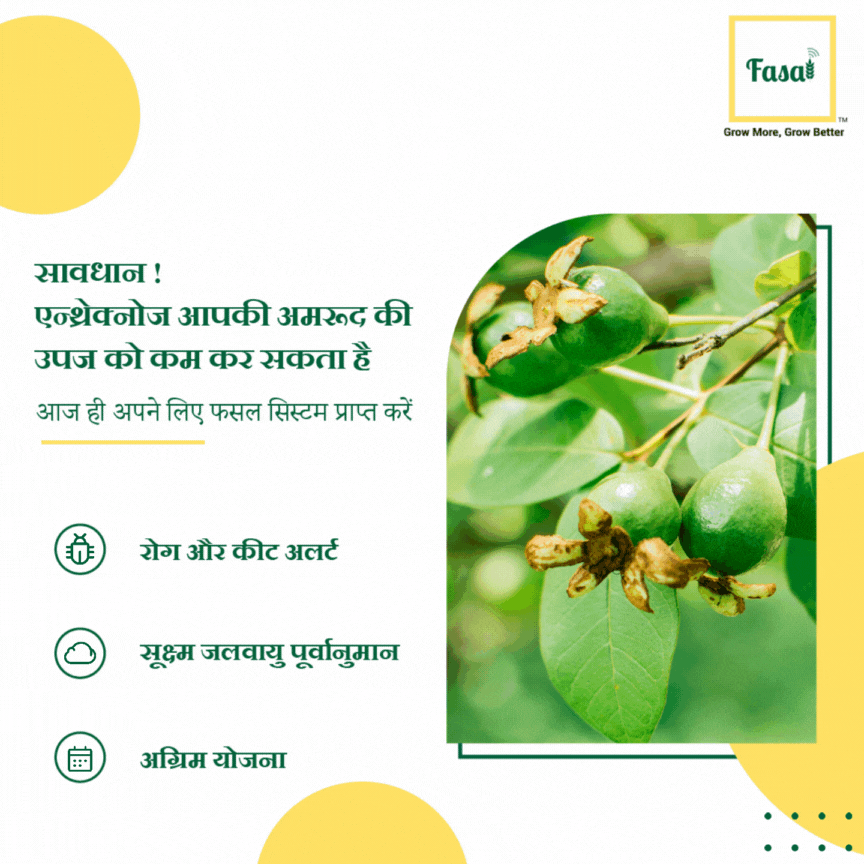 Fasal
TM
Grow More, Grow Better
सावधान !
एन्थ्रेक्नोज आपकी अमरूद की
उपज को कम कर सकता है
आज ही अपने लिए फसल सिस्टम प्राप्त करें
रोग और कीट अलर्ट
सूक्ष्म जलवायु पूर्वानुमान
अग्रिम योजना